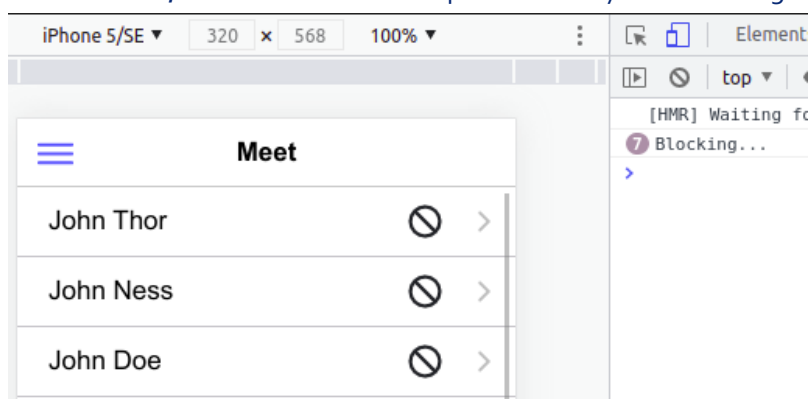 iPhone 5/SE ▼ 320 × 568 100% ▼
Element
top ▼
[HMR] Waiting fo
7 Blocking...
Meet
John Thor
John Ness
John Doe